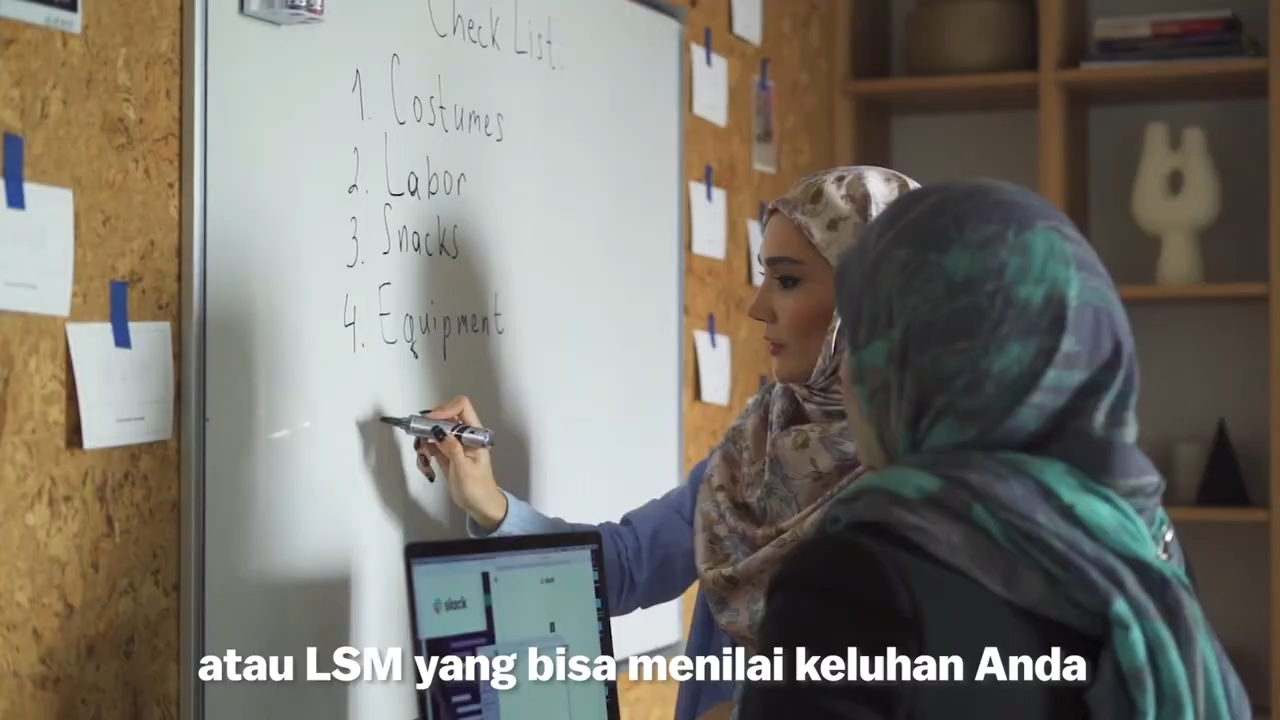 Check List.
1. Costumes
2. Labor
3. Snacks
4. Equipment
slack
atau LSM yang bisa menilai keluhan Anda